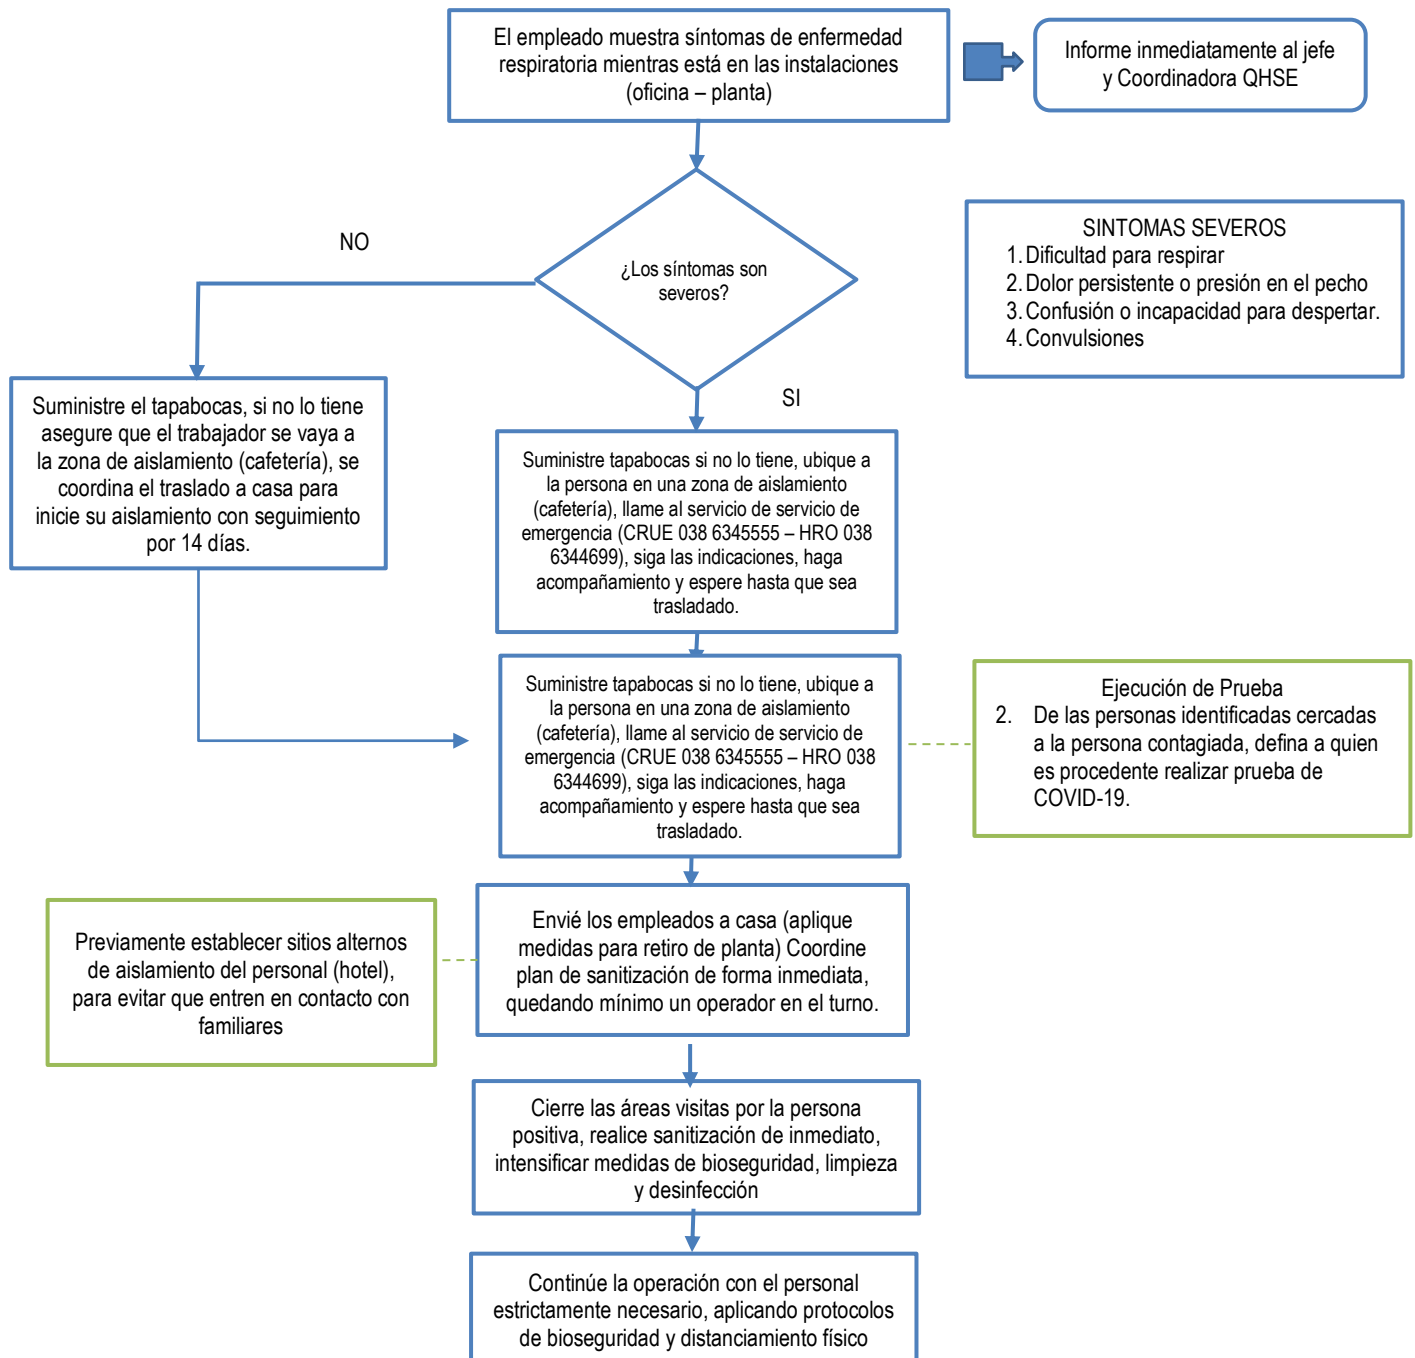 El empleado muestra síntomas de enfermedad
respiratoria mientras está en las instalaciones
(oficina – planta)
Informe inmediatamente al jefe
y Coordinadora QHSE
SINTOMAS SEVEROS
1. Dificultad para respirar
2. Dolor persistente o presión en el pecho
3. Confusión o incapacidad para despertar.
4. Convulsiones
NO
¿Los síntomas son
severos?
SI
Suministre el tapabocas, si no lo tiene
asegure que el trabajador se vaya a
la zona de aislamiento (cafetería), se
coordina el traslado a casa para
inicie su aislamiento con seguimiento
por 14 días.
Suministre tapabocas si no lo tiene, ubique a
la persona en una zona de aislamiento
(cafetería), llame al servicio de servicio de
emergencia (CRUE 038 6345555 – HRO 038
6344699), siga las indicaciones, haga
acompañamiento y espere hasta que sea
trasladado.
Suministre tapabocas si no lo tiene, ubique a
la persona en una zona de aislamiento
(cafetería), llame al servicio de servicio de
emergencia (CRUE 038 6345555 – HRO 038
6344699), siga las indicaciones, haga
acompañamiento y espere hasta que sea
trasladado.
Ejecución de Prueba
2. De las personas identificadas cercadas
a la persona contagiada, defina a quien
es procedente realizar prueba de
COVID-19.
Previamente establecer sitios alternos
de aislamiento del personal (hotel),
para evitar que entren en contacto con
familiares
Envié los empleados a casa (aplique
medidas para retiro de planta) Coordine
plan de sanitización de forma inmediata,
quedando mínimo un operador en el turno.
Cierre las áreas visitas por la persona
positiva, realice sanitización de inmediato,
intensificar medidas de bioseguridad, limpieza
y desinfección
Continúe la operación con el personal
estrictamente necesario, aplicando protocolos
de bioseguridad y distanciamiento físico